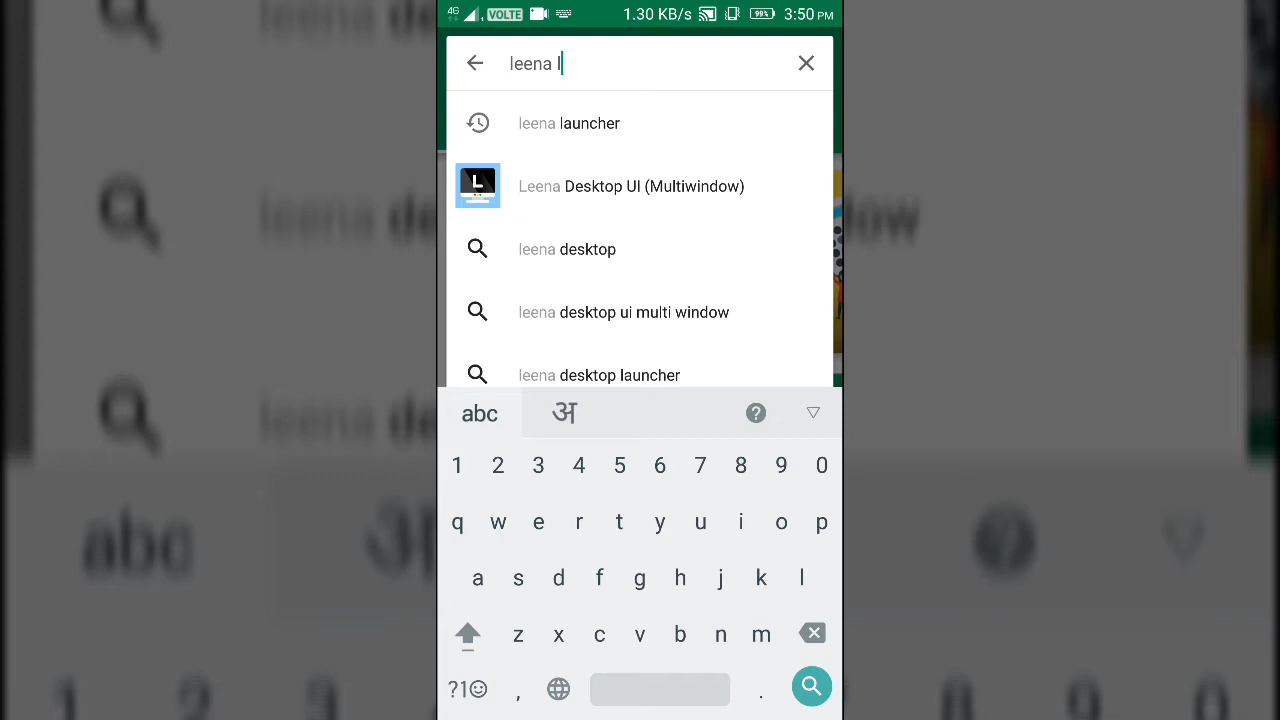 4G 1 VOLTE 1.30 KB/s 99% 3:50 PM
leena l
leena launcher
Leena Desktop UI (Multiwindow)
leena desktop
leena desktop ui multi window
leena desktop launcher
abc अ ?
1 2 3 4 5 6 7 8 9 0
q w e r t y u i o p
a s d f g h j k l
z x c v b n m
?1☺ , .